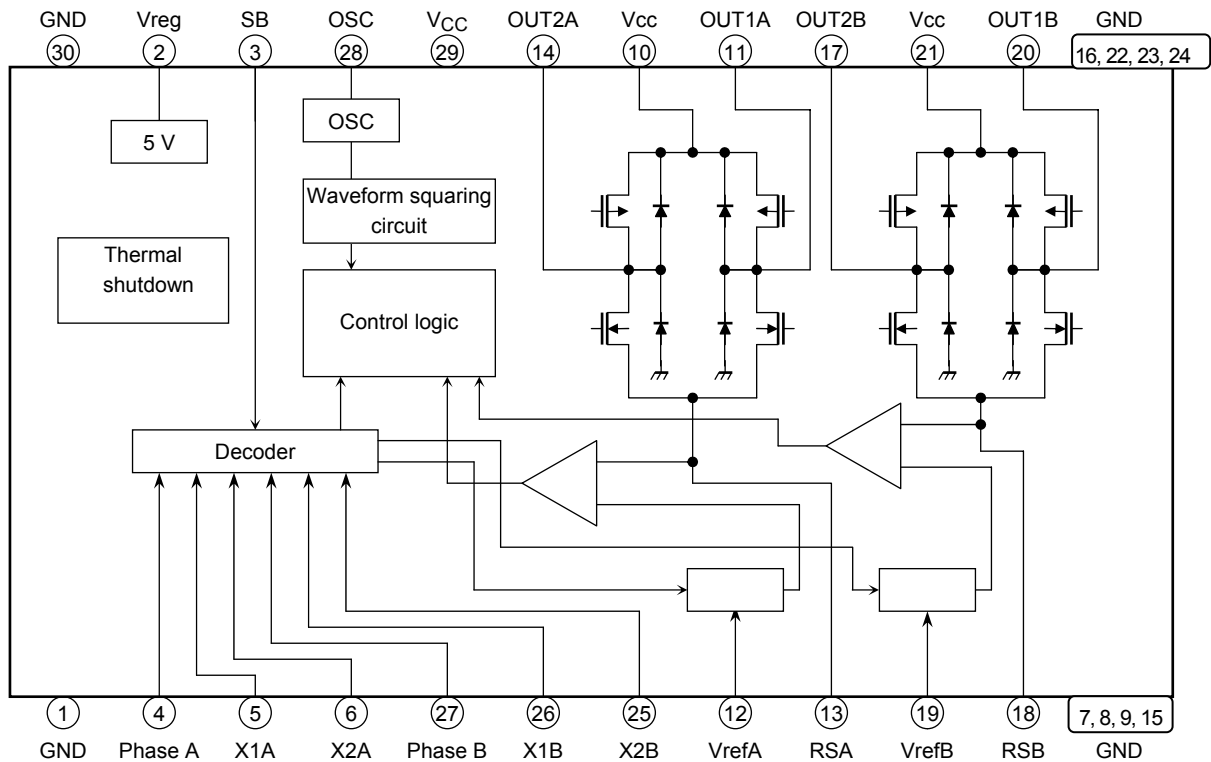 GND Vreg SB OSC VCC OUT2A Vcc OUT1A OUT2B Vcc OUT1B GND
30 2 3 28 29 14 10 11 17 21 20 16, 22, 23, 24
5 V
OSC
Waveform squaring
circuit
Thermal
shutdown
Control logic
Decoder
1 4 5 6 27 26 25 12 13 19 18 7, 8, 9, 15
GND Phase A X1A X2A Phase B X1B X2B VrefA RSA VrefB RSB GND